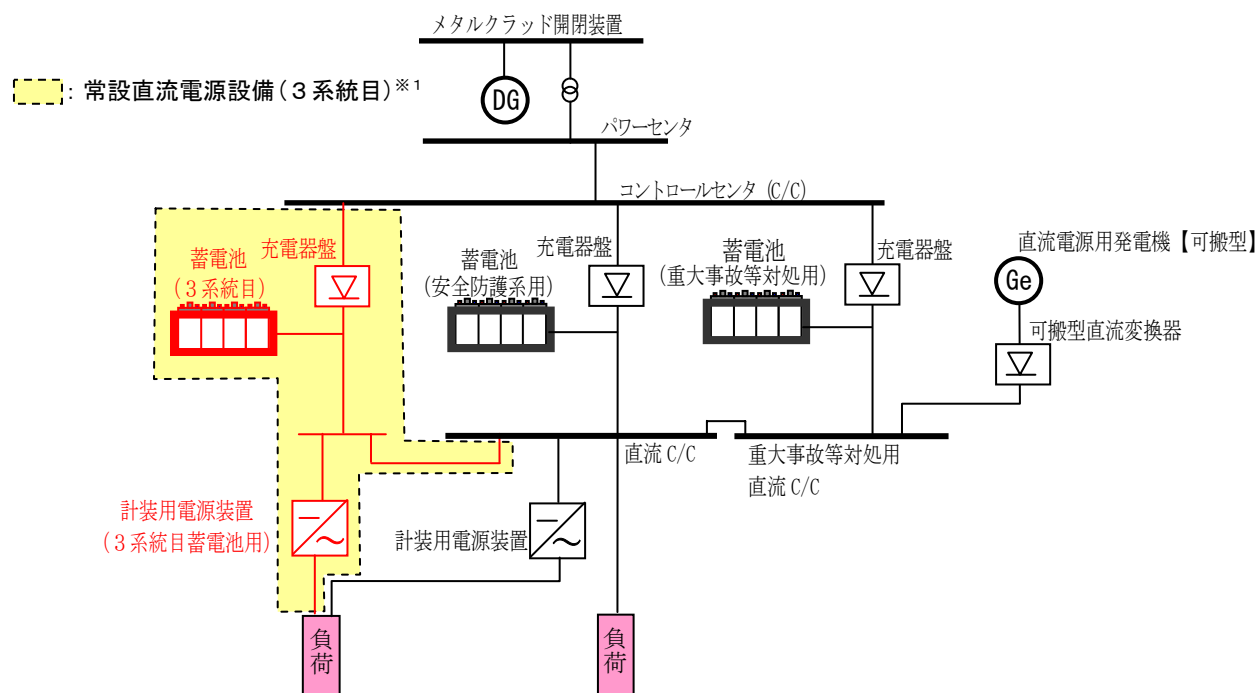 メタルクラッド開閉装置
：常設直流電源設備(３系統目)※１
DG
パワーセンタ
コントロールセンタ (C/C)
充電器盤
蓄電池
(３系統目)
充電器盤
蓄電池
(安全防護系用)
充電器盤
蓄電池
(重大事故等対処用)
直流電源用発電機【可搬型】
Ge
可搬型直流変換器
直流 C/C
重大事故等対処用
直流 C/C
計装用電源装置
(３系統目蓄電池用)
計装用電源装置
負荷
負荷